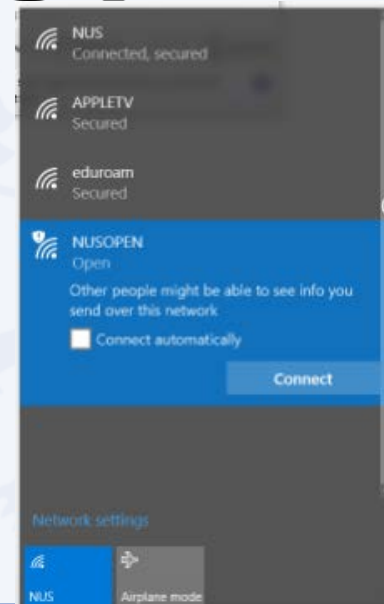 NUS
Connected, secured
APPLETV
Secured
eduroam
Secured
NUSOPEN
Open
Other people might be able to see info you
send over this network
Connect automatically
Connect
Network settings
NUS
Airplane mode